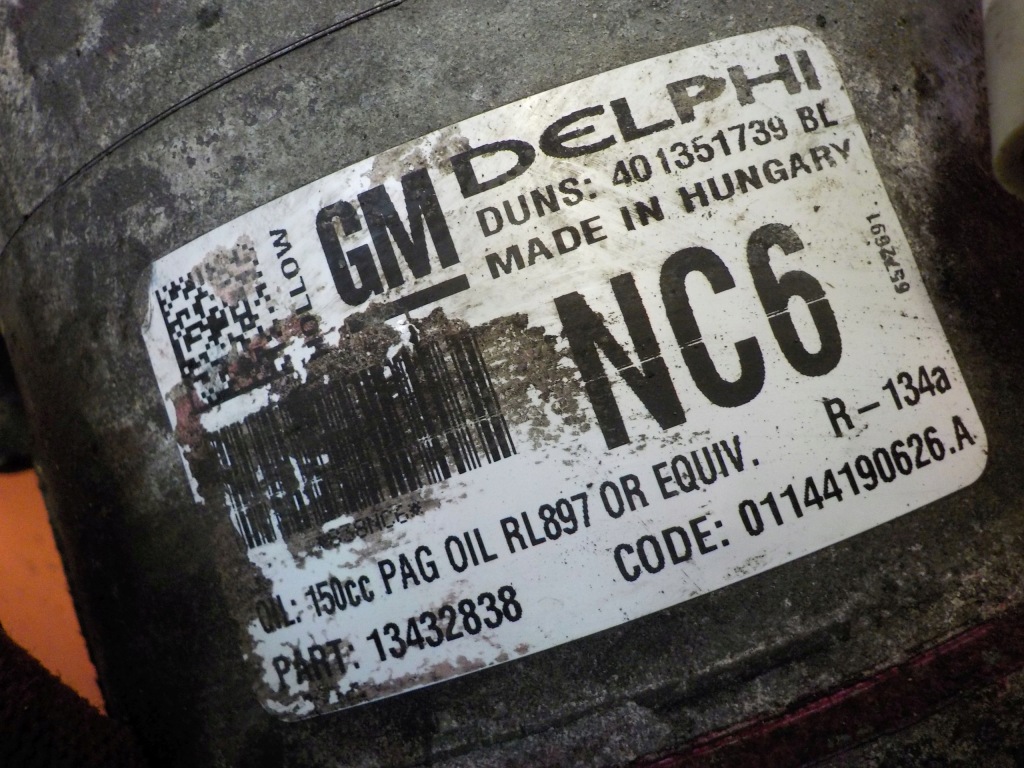 GM DELPHI
DUNS: 401351739 BL
MADE IN HUNGARY
NC6
OIL: 150cc PAG OIL RL897 OR EQUIV.
R-134a
PART: 13432838
CODE: 01144190626.A